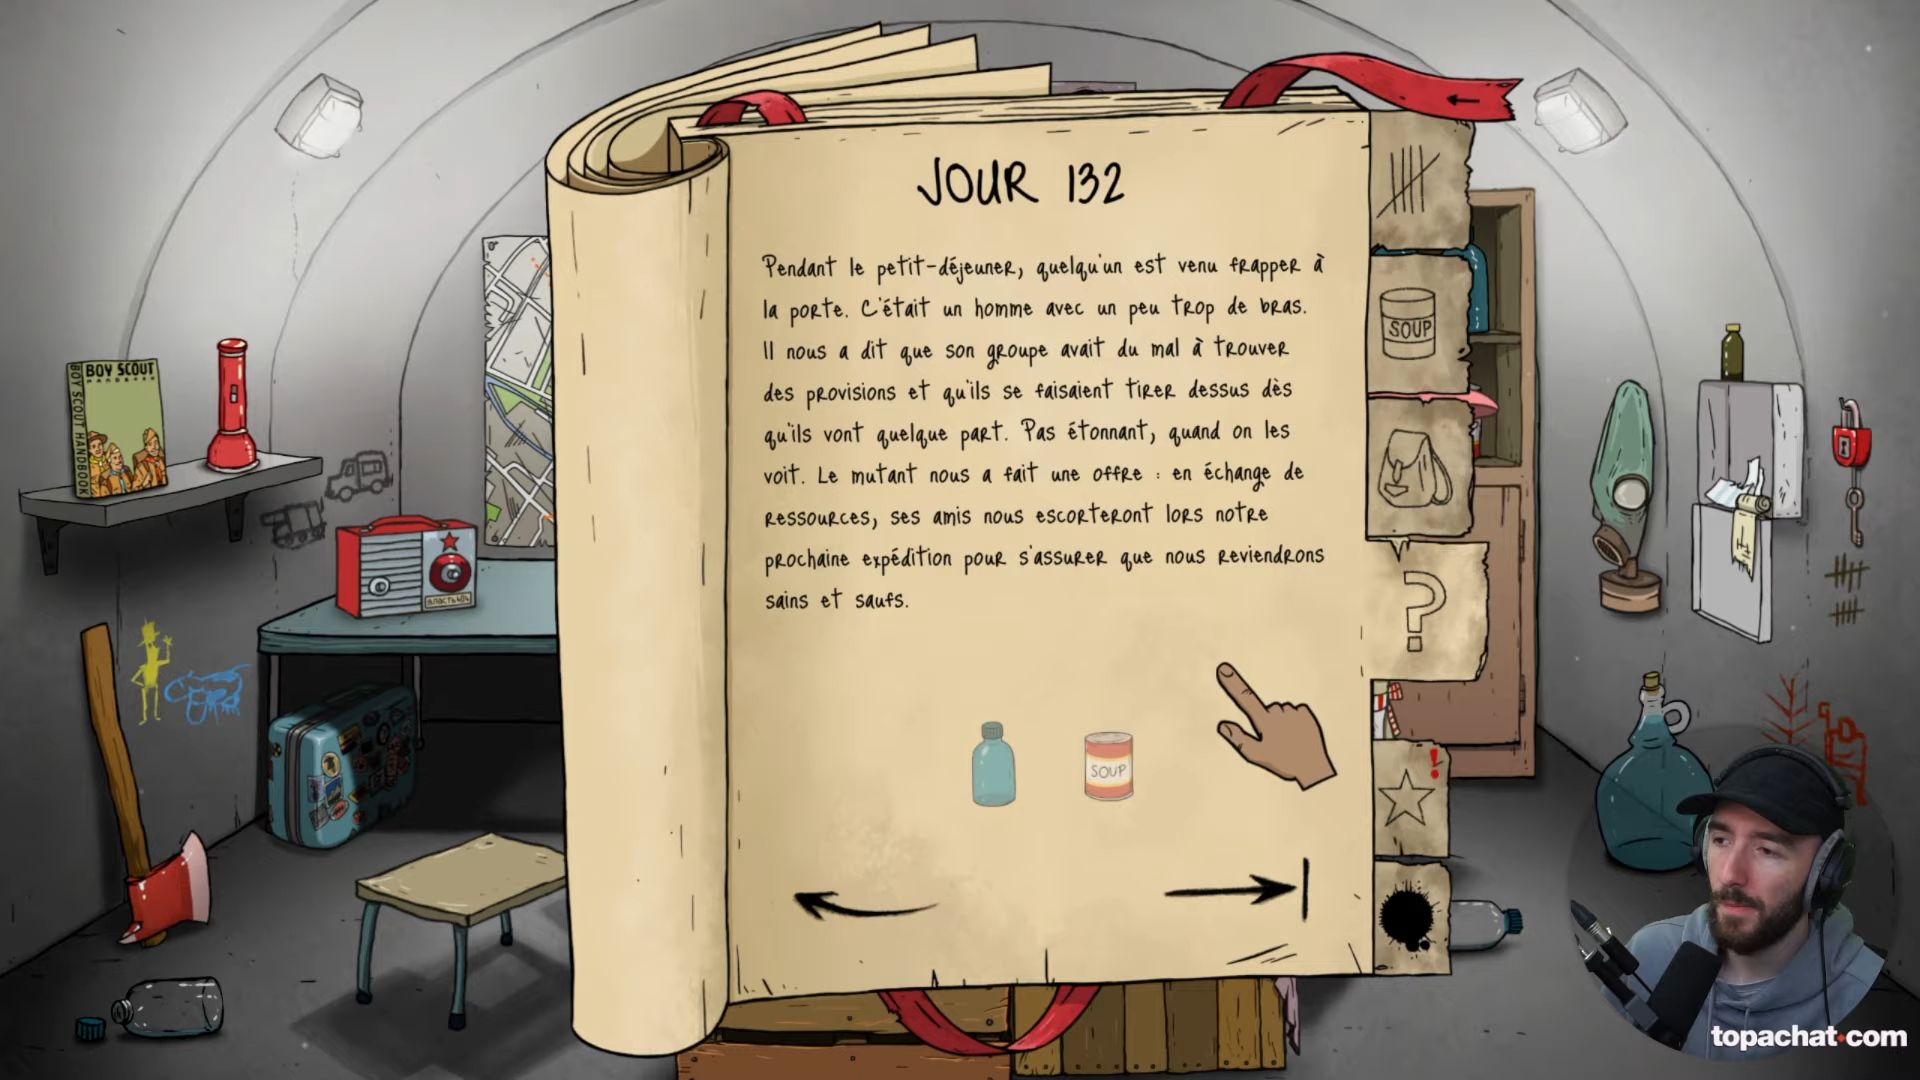 JOUR 132
Pendant le petit-déjeuner, quelqu'un est venu frapper à
la porte. C'était un homme avec un peu trop de bras.
Il nous a dit que son groupe avait du mal à trouver
des provisions et qu'ils se faisaient tirer dessus dès
qu'ils vont quelque part. Pas étonnant, quand on les
voit. Le mutant nous a fait une offre : en échange de
ressources, ses amis nous escorteront lors notre
prochaine expédition pour s'assurer que nous reviendrons
sains et saufs.
SOUP
SOUP
?
!
BOY SCOUT
HANDBOOK
BOY SCOUT HANDBOOK
topachat.com